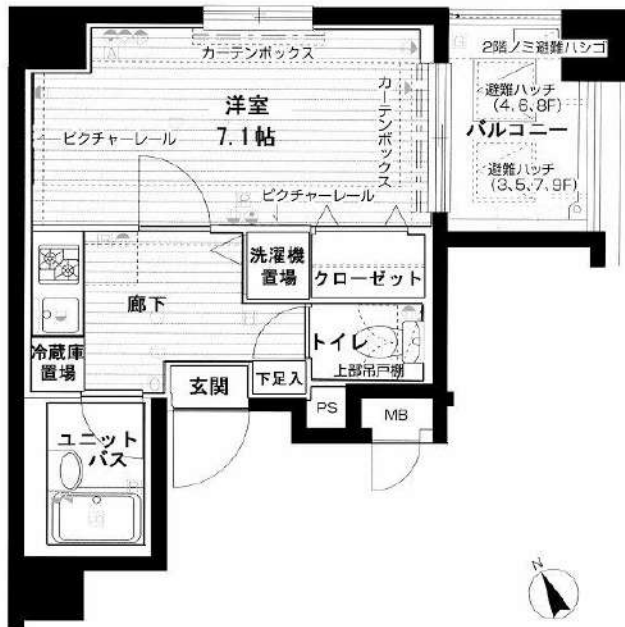 カーテンボックス
2階ノミ避難ハシゴ
洋室
7.1帖
カーテンボックス
避難ハッチ
(4,6,8F)
バルコニー
ピクチャーレール
避難ハッチ
(3,5,7,9F)
ピクチャーレール
洗濯機
置場
クローゼット
廊下
トイレ
冷蔵庫
置場
上部吊戸棚
玄関
下足入
PS
MB
ユニット
バス
N